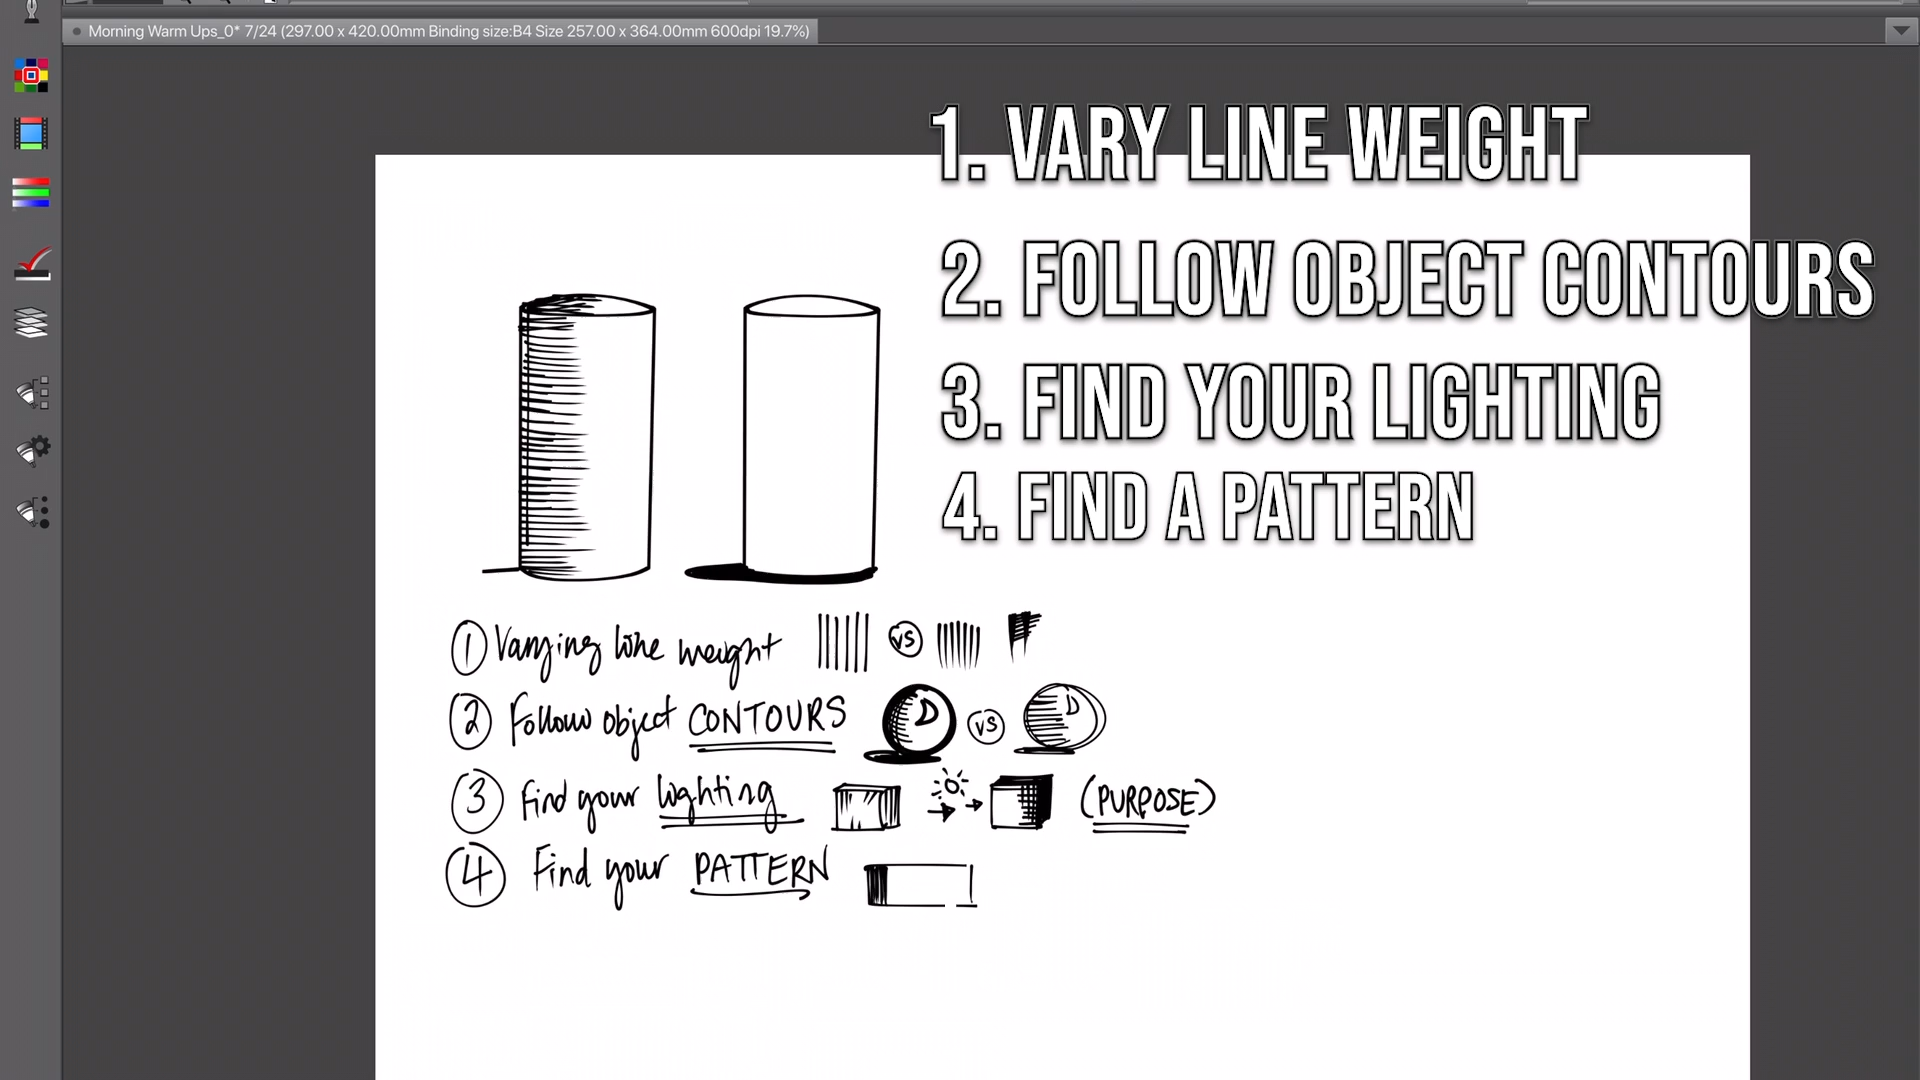 Morning Warm Ups_0* 7/24 (297.00 x 420.00mm Binding size:B4 Size 257.00 x 364.00mm 600dpi 19.7%)
1. VARY LINE WEIGHT
2. FOLLOW OBJECT CONTOURS
3. FIND YOUR LIGHTING
4. FIND A PATTERN
1 Varying line weight VS
2 Follow object CONTOURS VS
3 Find your lighting (PURPOSE)
4 Find your PATTERN